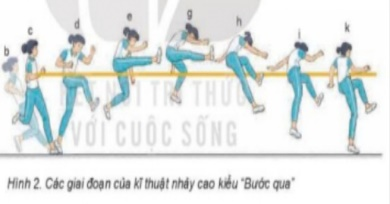 b c d e g h i k
KẾT NỐI TRI THỨC
VỚI CUỘC SỐNG
Hình 2. Các giai đoạn của kĩ thuật nhảy cao kiểu "Bước qua"